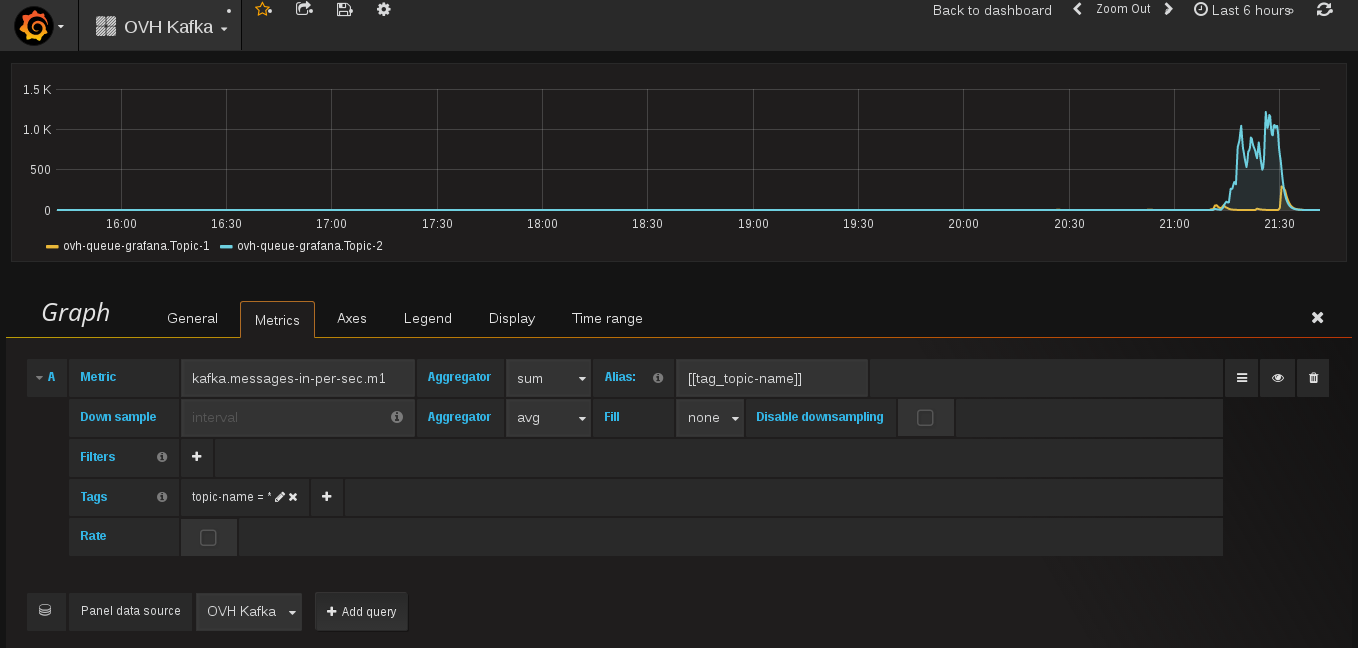 OVH Kafka
Back to dashboard Zoom Out Last 6 hours
1.5 K
1.0 K
500
0
16:00 16:30 17:00 17:30 18:00 18:30 19:00 19:30 20:00 20:30 21:00 21:30
ovh-queue-grafana.Topic-1 ovh-queue-grafana.Topic-2
Graph General Metrics Axes Legend Display Time range
A Metric kafka.messages-in-per-sec.m1 Aggregator sum Alias: [[tag_topic-name]]
Down sample interval Aggregator avg Fill none Disable downsampling
Filters
Tags topic-name = *
Rate
Panel data source OVH Kafka Add query